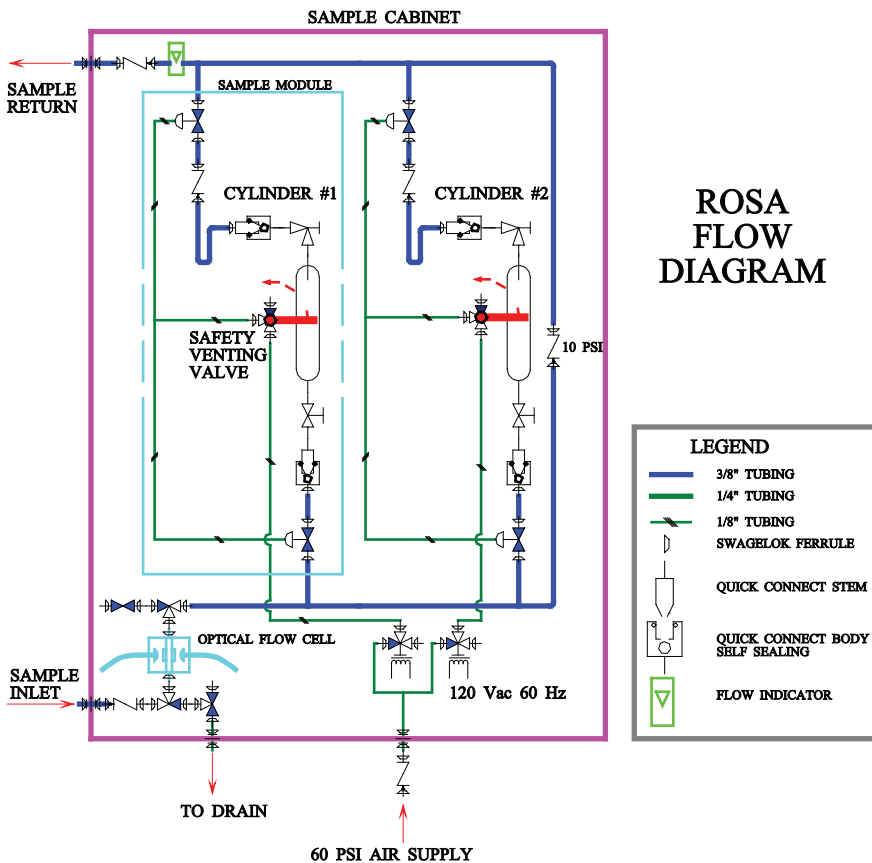 SAMPLE CABINET
SAMPLE
RETURN
SAMPLE MODULE
CYLINDER #1
CYLINDER #2
ROSA
FLOW
DIAGRAM
SAFETY
VENTING
VALVE
10 PSI
LEGEND
3/8" TUBING
1/4" TUBING
1/8" TUBING
SWAGELOK FERRULE
QUICK CONNECT STEM
QUICK CONNECT BODY
SELF SEALING
FLOW INDICATOR
OPTICAL FLOW CELL
SAMPLE
INLET
120 Vac 60 Hz
TO DRAIN
60 PSI AIR SUPPLY